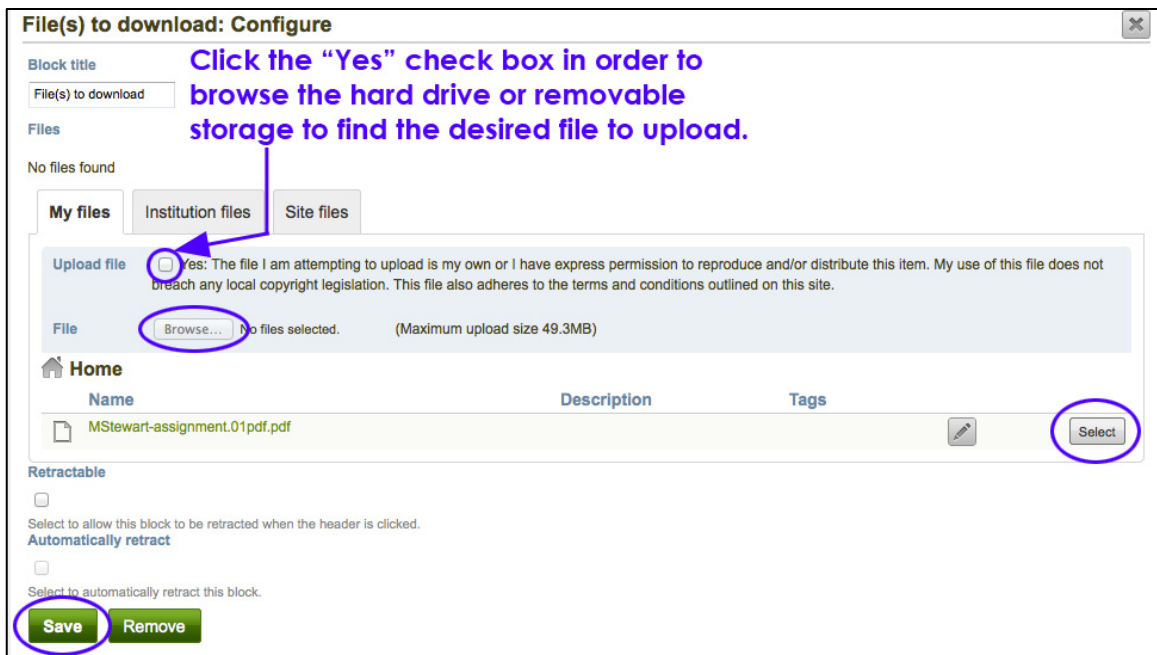 File(s) to download: Configure
Block title
Click the “Yes” check box in order to
File(s) to download
browse the hard drive or removable
Files
storage to find the desired file to upload.
No files found
My files Institution files Site files
Upload file Yes: The file I am attempting to upload is my own or I have express permission to reproduce and/or distribute this item. My use of this file does not
breach any local copyright legislation. This file also adheres to the terms and conditions outlined on this site.
File Browse... No files selected. (Maximum upload size 49.3MB)
Home
Name Description Tags
MStewart-assignment.01pdf.pdf Select
Retractable
Select to allow this block to be retracted when the header is clicked.
Automatically retract
Select to automatically retract this block.
Save Remove